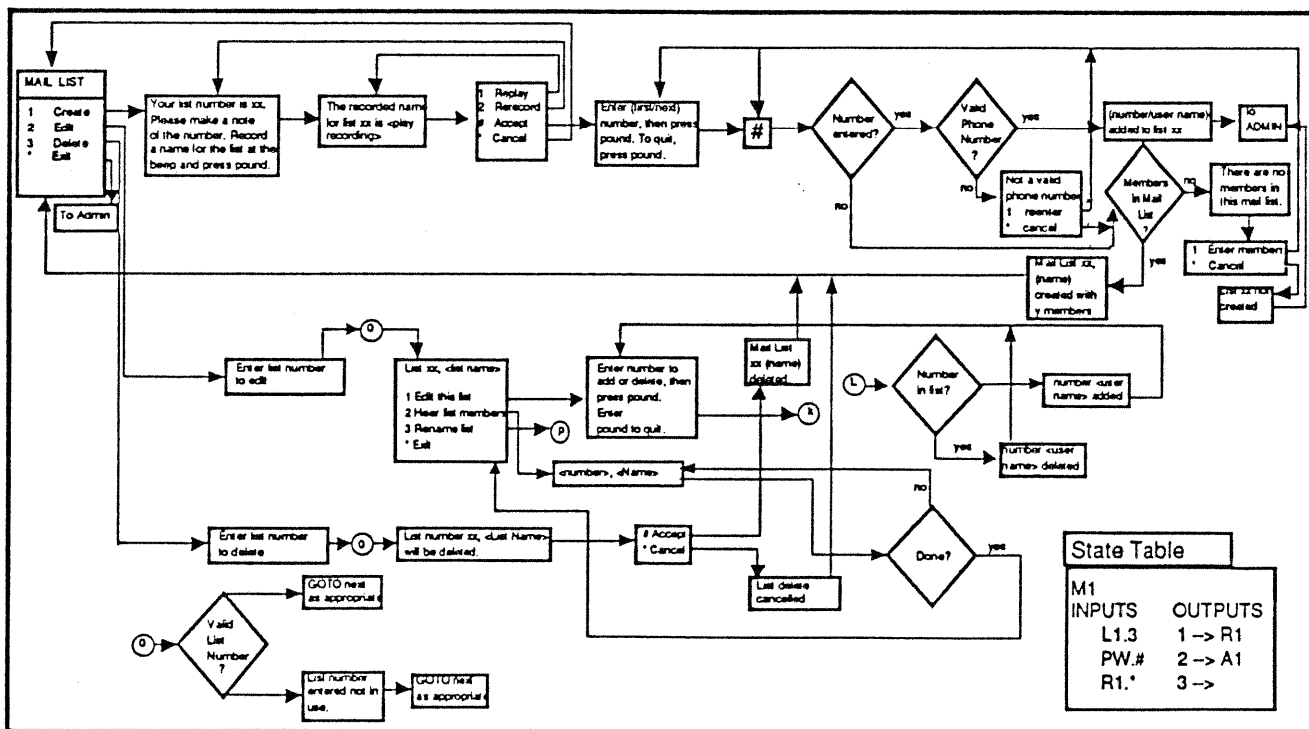 MAIL LIST
1 Create
2 Edit
3 Delete
* Exit
To Admin
Your list number is xx,
Please make a note
of the number. Record
a name for the list at the
beep and press pound.
The recorded name
for list xx is <play
recording>
1 Replay
2 Rerecord
# Accept
* Cancel
Enter (first/next)
number, then press
pound. To quit,
press pound.
#
Number
entered?
yes
no
Valid
Phone
Number
?
yes
no
Not a valid
phone number.
1 reenter
* cancel
(number/user name)
added to list xx
To
ADMIN
Members
in Mail
List
?
no
yes
There are no
members in
this mail list.
1 Enter members
* Cancel
List xx not
created
Mail List xx,
(name)
created with
y members
Enter list number
to edit
Q
List xx, <list name>
1 Edit this list
2 Hear list members
3 Rename list
* Exit
P
Enter number to
add or delete, then
press pound.
Enter
pound to quit.
Mail List
xx (name)
deleted
L
Number
in list?
yes
number <user
name> added
number <user
name> deleted
<number>, <Name>
no
Done?
yes
Enter list number
to delete
Q
List number xx, <List Name>
will be deleted.
# Accept
* Cancel
List delete
cancelled
Q
Valid
List
Number
?
GOTO next
as appropriate
List number
entered not in
use.
GOTO next
as appropriate
State Table
M1
INPUTS OUTPUTS
L1.3 1 --> R1
PW.# 2 --> A1
R1.* 3 -->